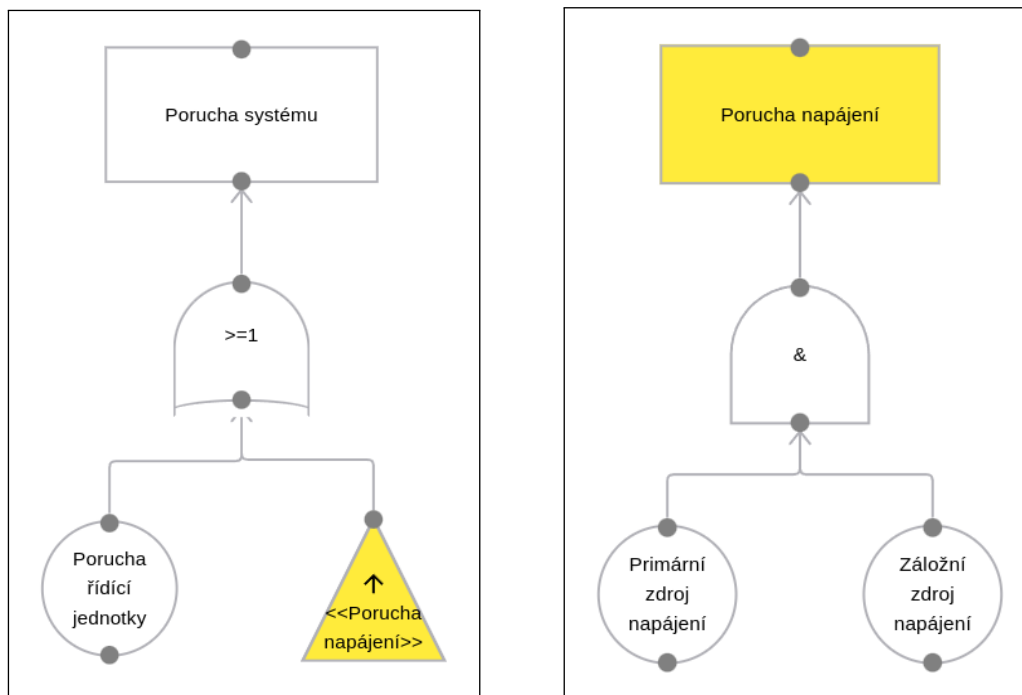 Porucha systému
>=1
Porucha
řídící
jednotky
<<Porucha
napájení>>
Porucha napájení
&
Primární
zdroj
napájení
Záložní
zdroj
napájení